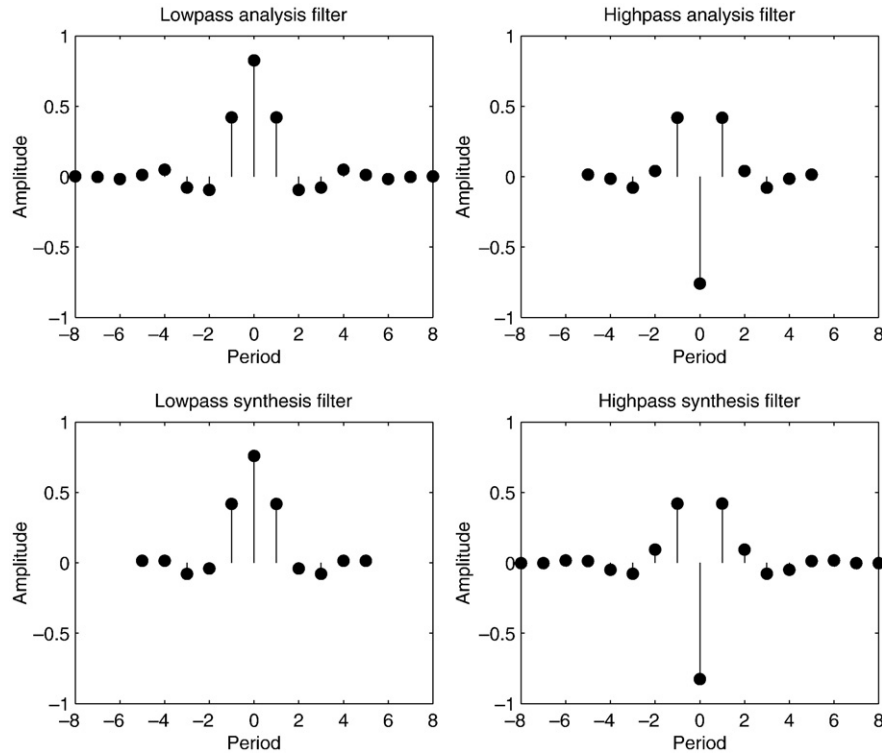 Lowpass analysis filter
1
0.5
0
−0.5
−1
Amplitude
−8 −6 −4 −2 0 2 4 6 8
Period
Highpass analysis filter
1
0.5
0
−0.5
−1
Amplitude
−8 −6 −4 −2 0 2 4 6 8
Period
Lowpass synthesis filter
1
0.5
0
−0.5
−1
Amplitude
−8 −6 −4 −2 0 2 4 6 8
Period
Highpass synthesis filter
1
0.5
0
−0.5
−1
Amplitude
−8 −6 −4 −2 0 2 4 6 8
Period